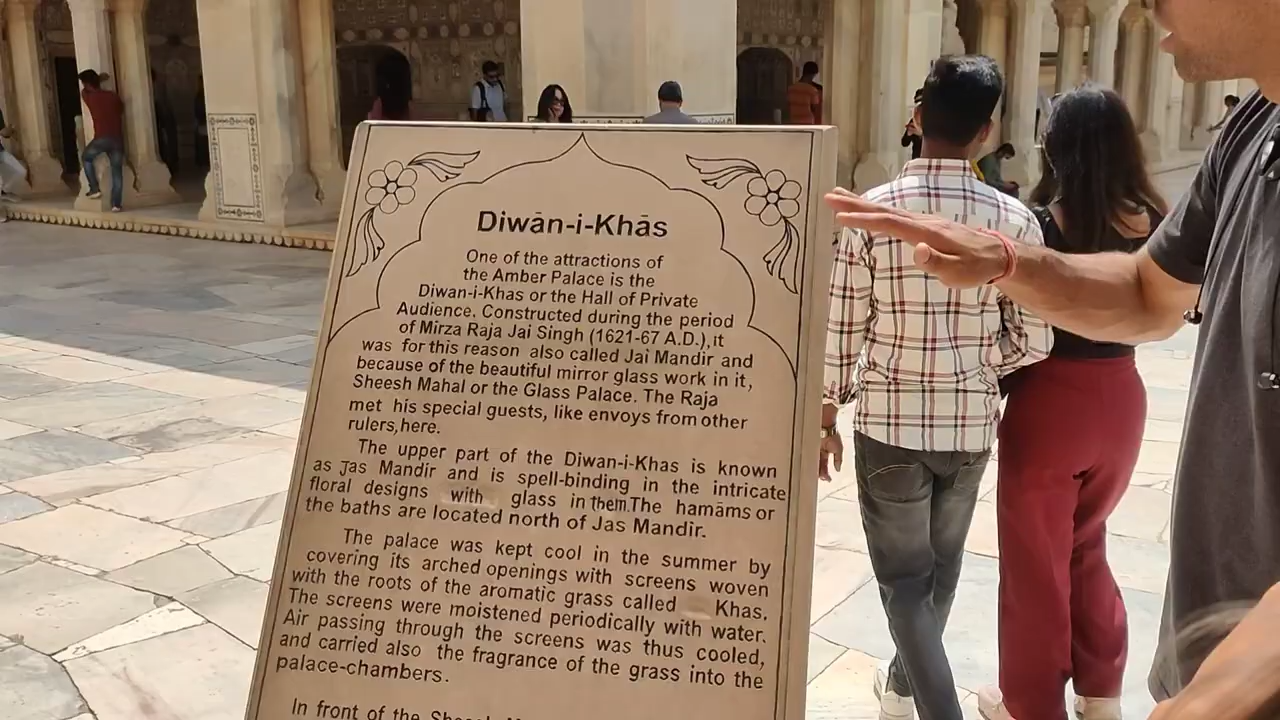 Diwān-i-Khās
One of the attractions of
the Amber Palace is the
Diwan-i-Khas or the Hall of Private
Audience. Constructed during the period
of Mirza Raja Jai Singh (1621-67 A.D.),it
was for this reason also called Jai Mandir and
because of the beautiful mirror glass work in it,
Sheesh Mahal or the Glass Palace. The Raja
met his special guests, like envoys from other
rulers,here.
The upper part of the Diwan-i-Khas is known
as Jas Mandir and is spell-binding in the intricate
floral designs with glass in them.The hamāms or
the baths are located north of Jas Mandir.
The palace was kept cool in the summer by
covering its arched openings with screens woven
with the roots of the aromatic grass called Khas.
The screens were moistened periodically with water.
Air passing through the screens was thus cooled,
and carried also the fragrance of the grass into the
palace-chambers.
In front of the